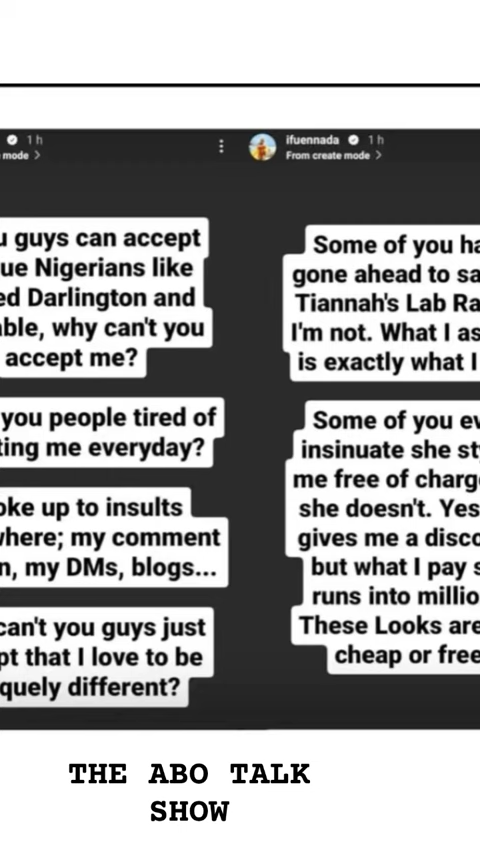 1 h
mode >
u guys can accept
ue Nigerians like
ed Darlington and
ble, why can't you
accept me?
you people tired of
ting me everyday?
oke up to insults
where; my comment
n, my DMs, blogs...
can't you guys just
pt that I love to be
quely different?
ifuennada 1 h
From create mode >
Some of you ha
gone ahead to sa
Tiannah's Lab Ra
I'm not. What I as
is exactly what I
Some of you ev
insinuate she st
me free of charg
she doesn't. Yes
gives me a disco
but what I pay s
runs into millio
These Looks are
cheap or free
THE ABO TALK
SHOW